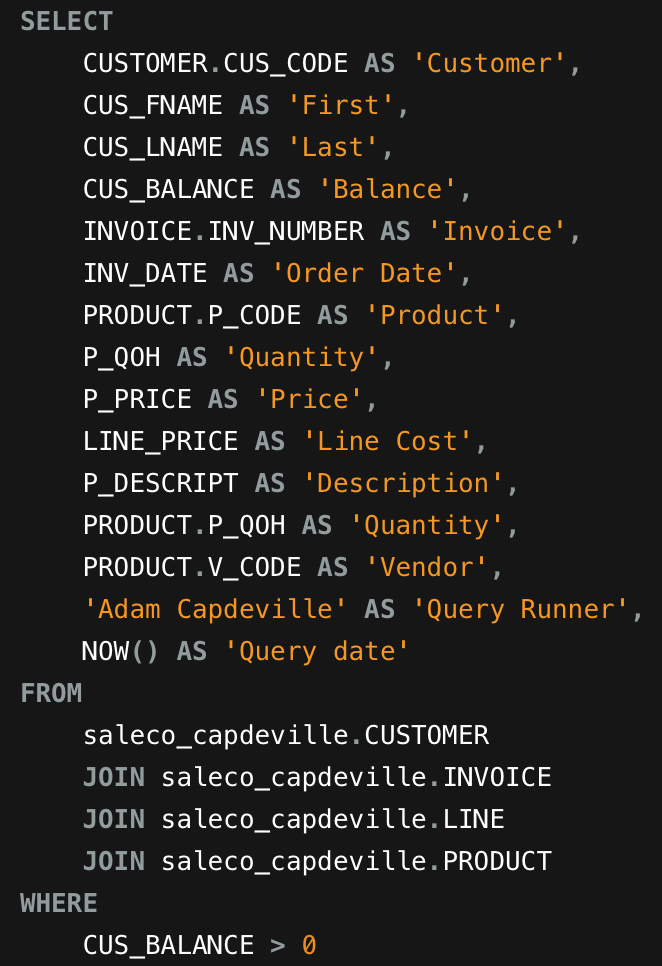 SELECT
CUSTOMER.CUS_CODE AS 'Customer',
CUS_FNAME AS 'First',
CUS_LNAME AS 'Last',
CUS_BALANCE AS 'Balance',
INVOICE.INV_NUMBER AS 'Invoice',
INV_DATE AS 'Order Date',
PRODUCT.P_CODE AS 'Product',
P_QOH AS 'Quantity',
P_PRICE AS 'Price',
LINE_PRICE AS 'Line Cost',
P_DESCRIPT AS 'Description',
PRODUCT.P_QOH AS 'Quantity',
PRODUCT.V_CODE AS 'Vendor',
'Adam Capdeville' AS 'Query Runner',
NOW() AS 'Query date'
FROM
saleco_capdeville.CUSTOMER
JOIN saleco_capdeville.INVOICE
JOIN saleco_capdeville.LINE
JOIN saleco_capdeville.PRODUCT
WHERE
CUS_BALANCE > 0